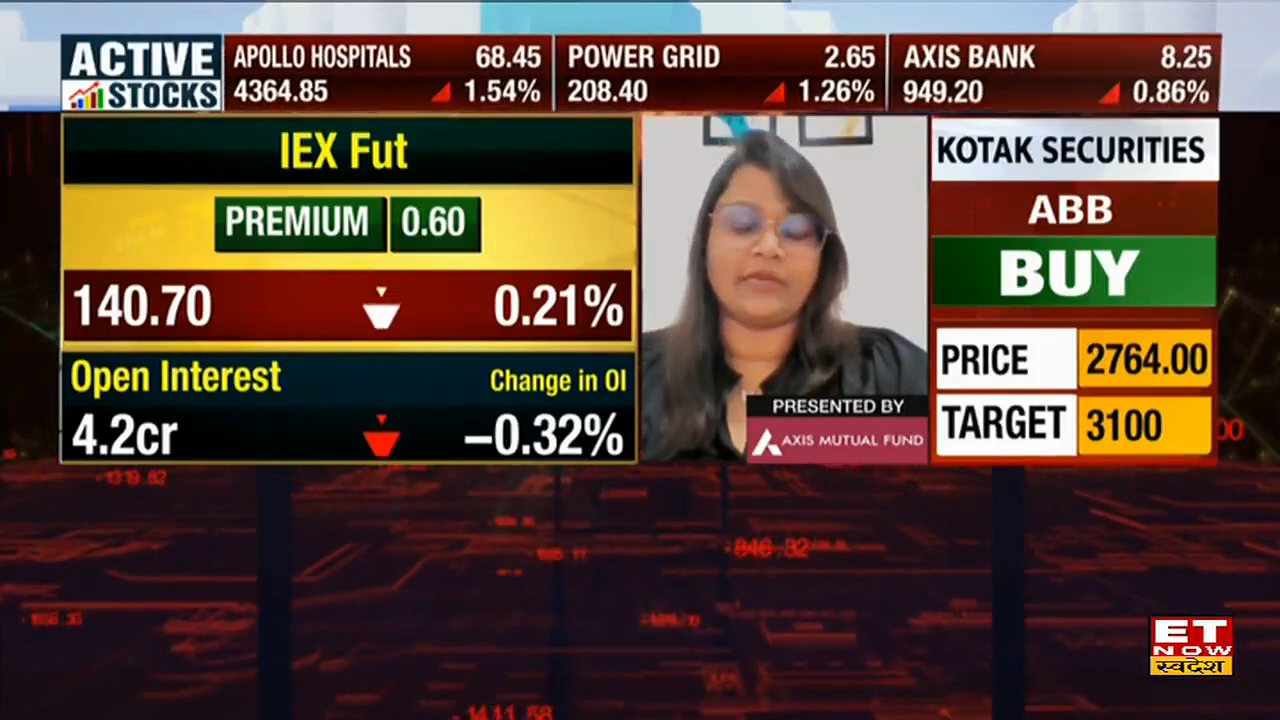 ACTIVE STOCKS
APOLLO HOSPITALS 68.45
4364.85 1.54%
POWER GRID 2.65
208.40 1.26%
AXIS BANK 8.25
949.20 0.86%
IEX Fut
PREMIUM 0.60
140.70 0.21%
Open Interest Change in OI
4.2cr −0.32%
PRESENTED BY
AXIS MUTUAL FUND
KOTAK SECURITIES
ABB
BUY
PRICE 2764.00
TARGET 3100
ET
NOW
स्वदेश